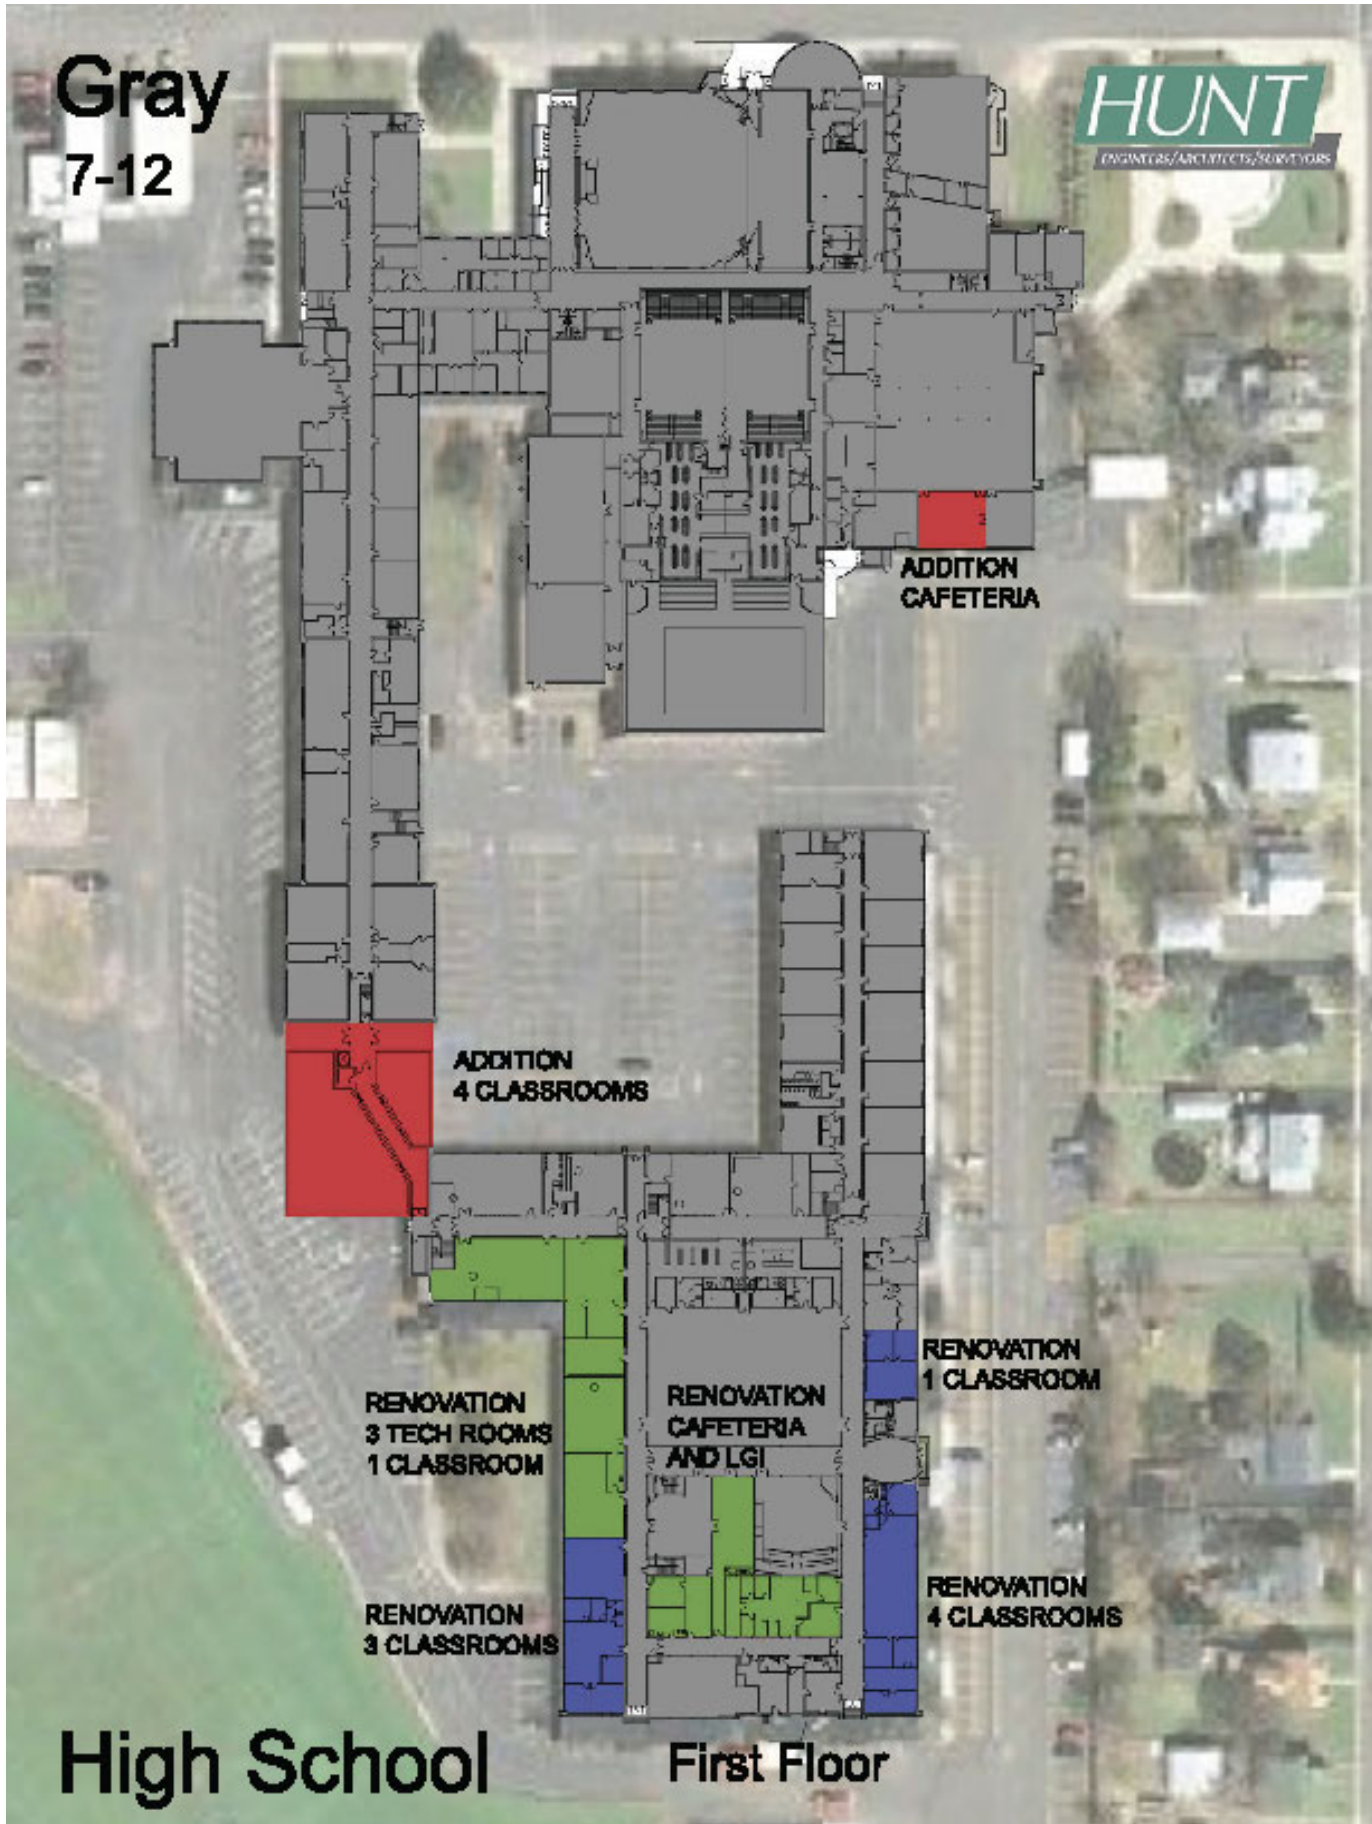 Gray
7-12
HUNT
ENGINEERS/ARCHITECTS/SURVEYORS
ADDITION
CAFETERIA
ADDITION
4 CLASSROOMS
RENOVATION
1 CLASSROOM
RENOVATION
3 TECH ROOMS
1 CLASSROOM
RENOVATION
CAFETERIA
AND LGI
RENOVATION
3 CLASSROOMS
RENOVATION
4 CLASSROOMS
High School
First Floor